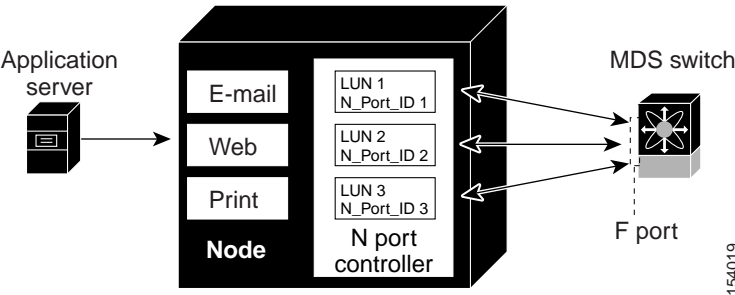 Application
server
E-mail
Web
Print
Node
LUN 1
N_Port_ID 1
LUN 2
N_Port_ID 2
LUN 3
N_Port_ID 3
N port
controller
MDS switch
F port
154019